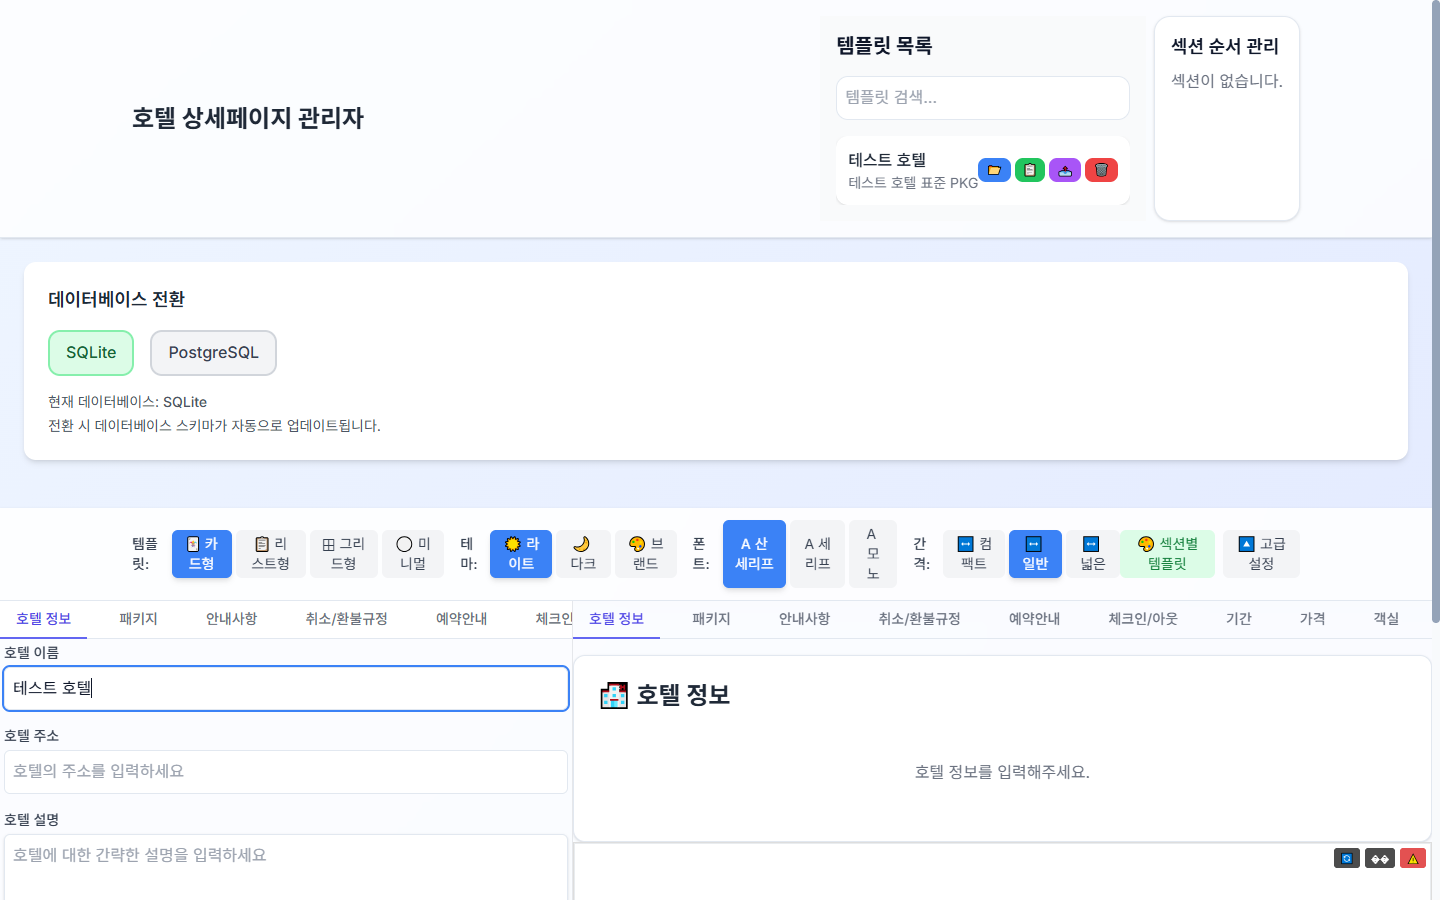 호텔 상세페이지 관리자
템플릿 목록
템플릿 검색...
테스트 호텔
테스트 호텔 표준 PKG
섹션 순서 관리
섹션이 없습니다.
데이터베이스 전환
SQLite
PostgreSQL
현재 데이터베이스: SQLite
전환 시 데이터베이스 스키마가 자동으로 업데이트됩니다.
템플
릿:
카
드형
리
스트형
그리
드형
미
니멀
테
마:
라
이트
다크
브
랜드
폰
트:
A 산
세리프
A 세
리프
A
모
노
간
격:
컴
팩트
일반
넓은
섹션별
템플릿
고급
설정
호텔 정보
패키지
안내사항
취소/환불규정
예약안내
체크인
호텔 이름
테스트 호텔
호텔 주소
호텔의 주소를 입력하세요
호텔 설명
호텔에 대한 간략한 설명을 입력하세요
호텔 정보
패키지
안내사항
취소/환불규정
예약안내
체크인/아웃
기간
가격
객실
🏨 호텔 정보
호텔 정보를 입력해주세요.
��